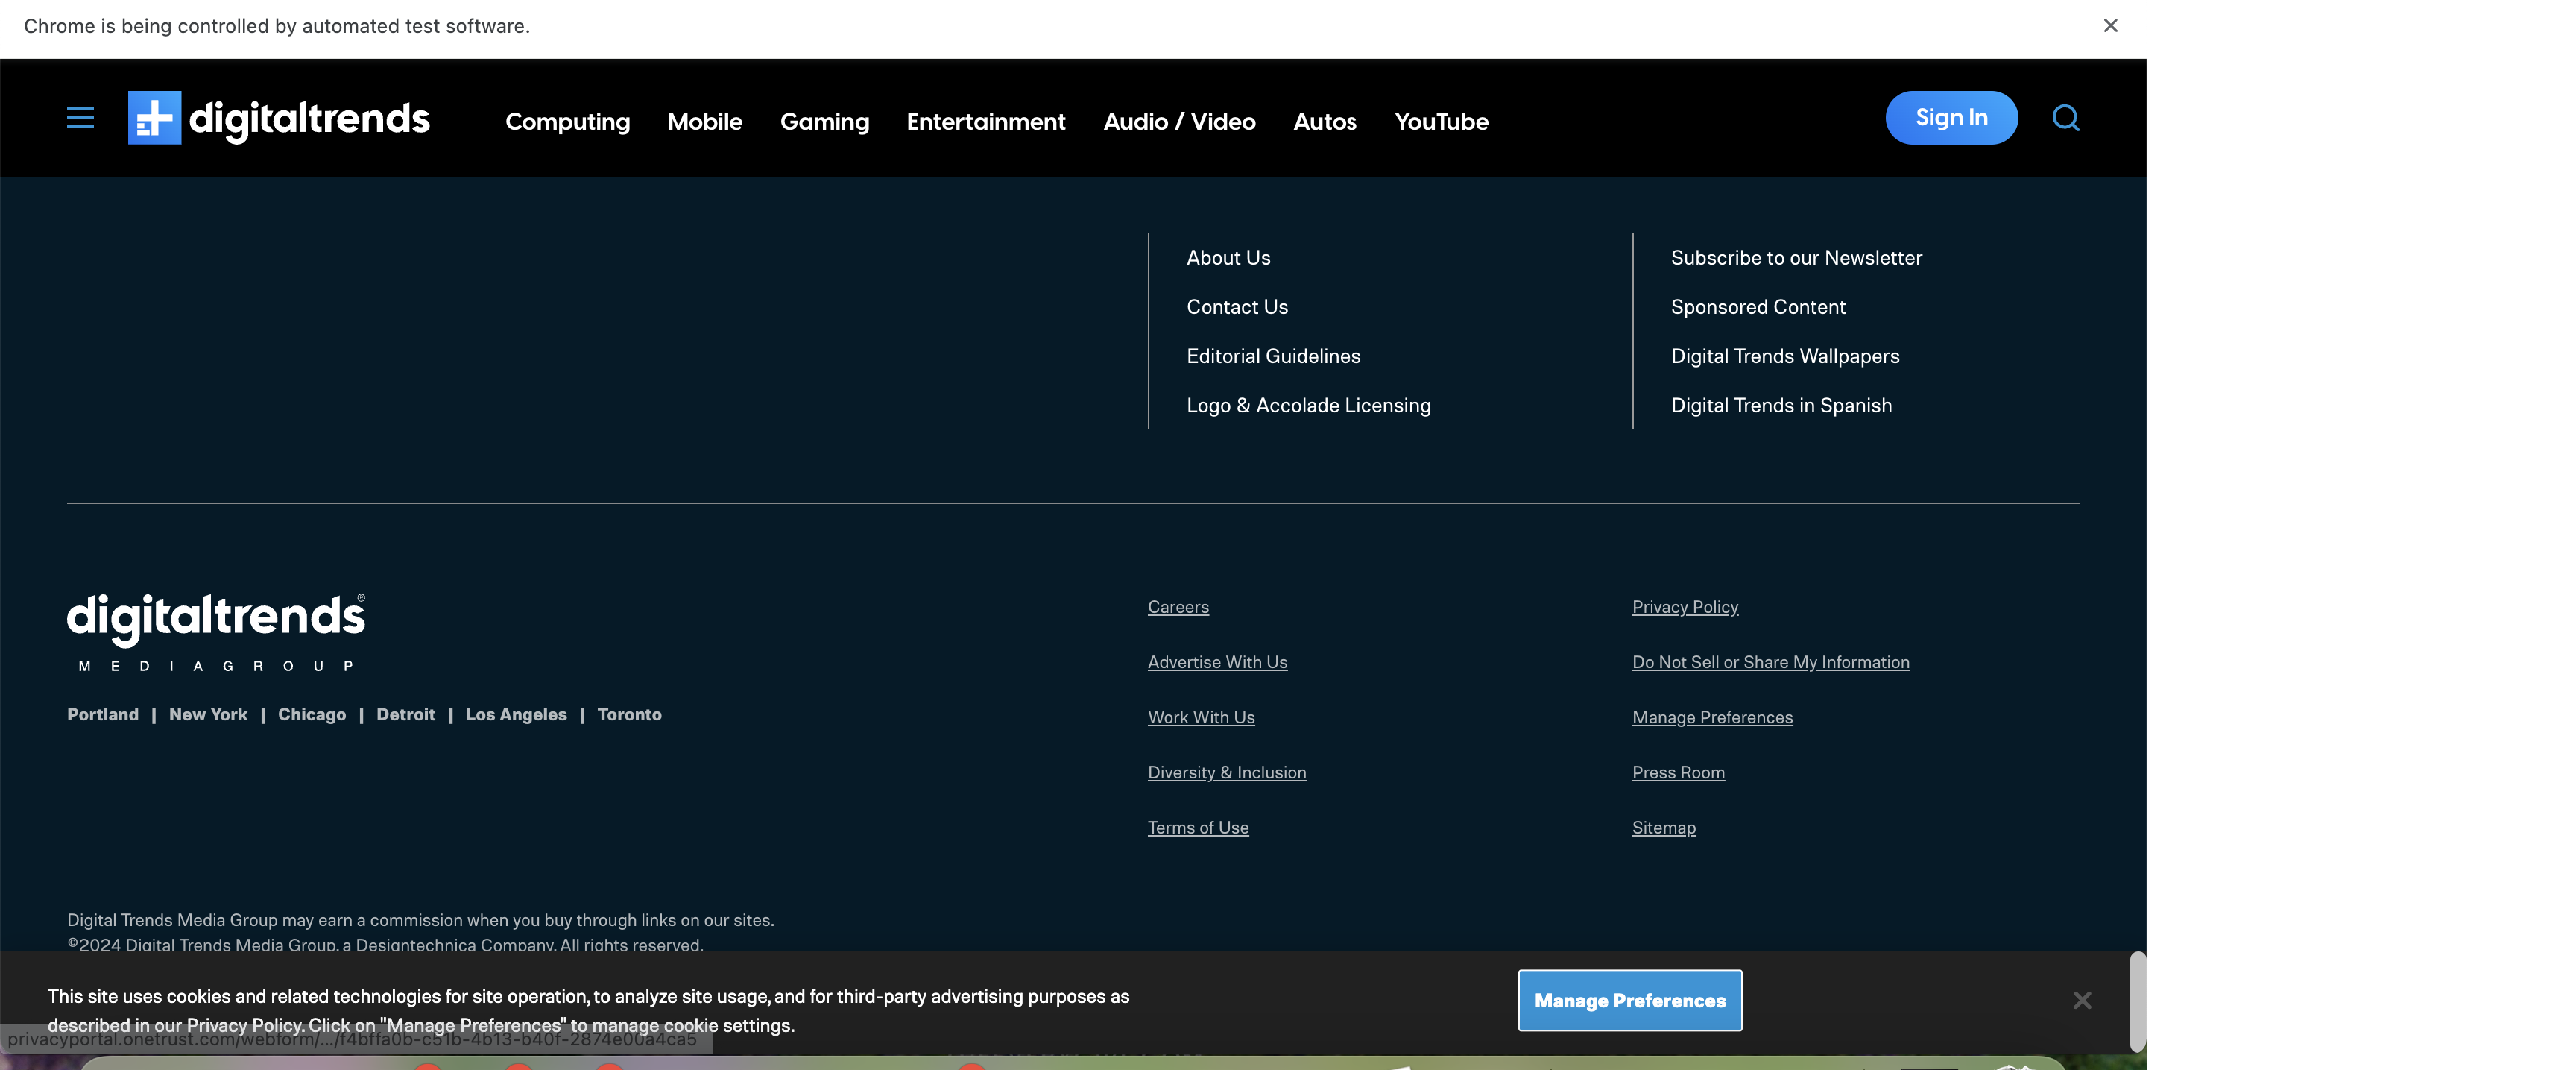 Chrome is being controlled by automated test software.
digitaltrends Computing Mobile Gaming Entertainment Audio / Video Autos YouTube Sign In
About Us
Contact Us
Editorial Guidelines
Logo & Accolade Licensing
Subscribe to our Newsletter
Sponsored Content
Digital Trends Wallpapers
Digital Trends in Spanish
digitaltrends®
MEDIAGROUP
Portland | New York | Chicago | Detroit | Los Angeles | Toronto
Careers
Advertise With Us
Work With Us
Diversity & Inclusion
Terms of Use
Privacy Policy
Do Not Sell or Share My Information
Manage Preferences
Press Room
Sitemap
Digital Trends Media Group may earn a commission when you buy through links on our sites.
©2024 Digital Trends Media Group, a Designtechnica Company. All rights reserved.
This site uses cookies and related technologies for site operation, to analyze site usage, and for third-party advertising purposes as
described in our Privacy Policy. Click on "Manage Preferences" to manage cookie settings.
Manage Preferences
privacyportal.onetrust.com/webform/.../f4bffa0b-c51b-4b13-b40f-2874e00a4ca5